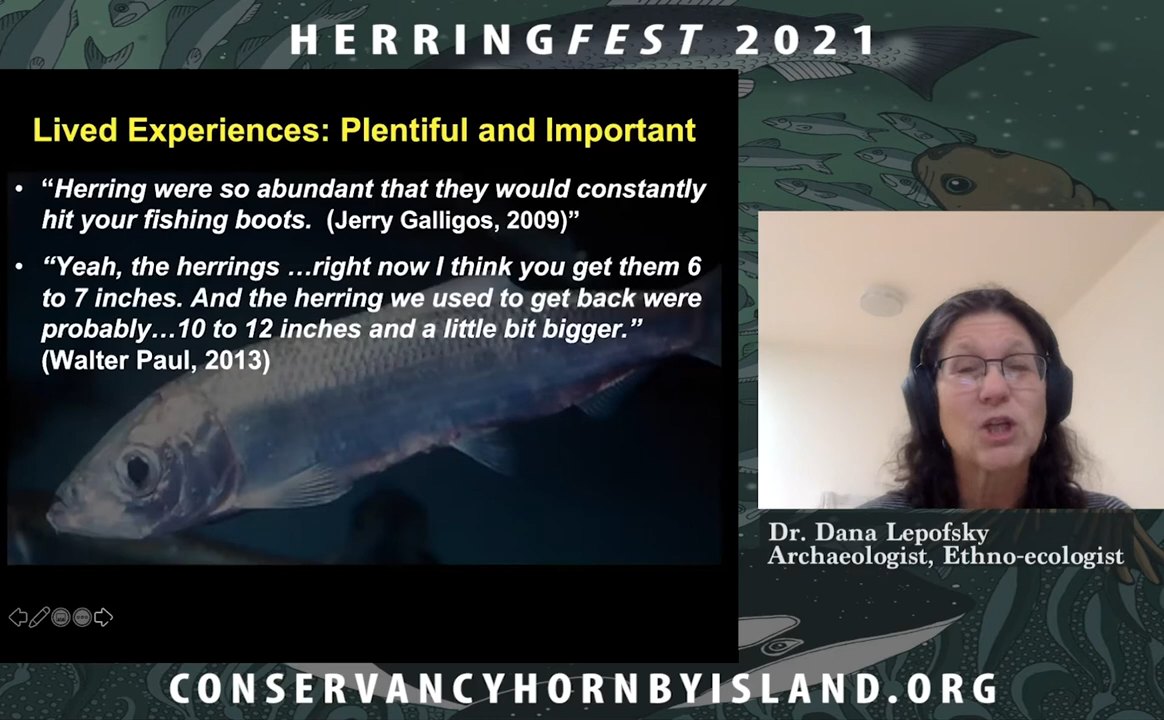 HERRINGFEST 2021
Lived Experiences: Plentiful and Important
• “Herring were so abundant that they would constantly
hit your fishing boots. (Jerry Galligos, 2009)”
• “Yeah, the herrings …right now I think you get them 6
to 7 inches. And the herring we used to get back were
probably…10 to 12 inches and a little bit bigger.”
(Walter Paul, 2013)
Dr. Dana Lepofsky
Archaeologist, Ethno-ecologist
CONSERVANCYHORNBYISLAND.ORG